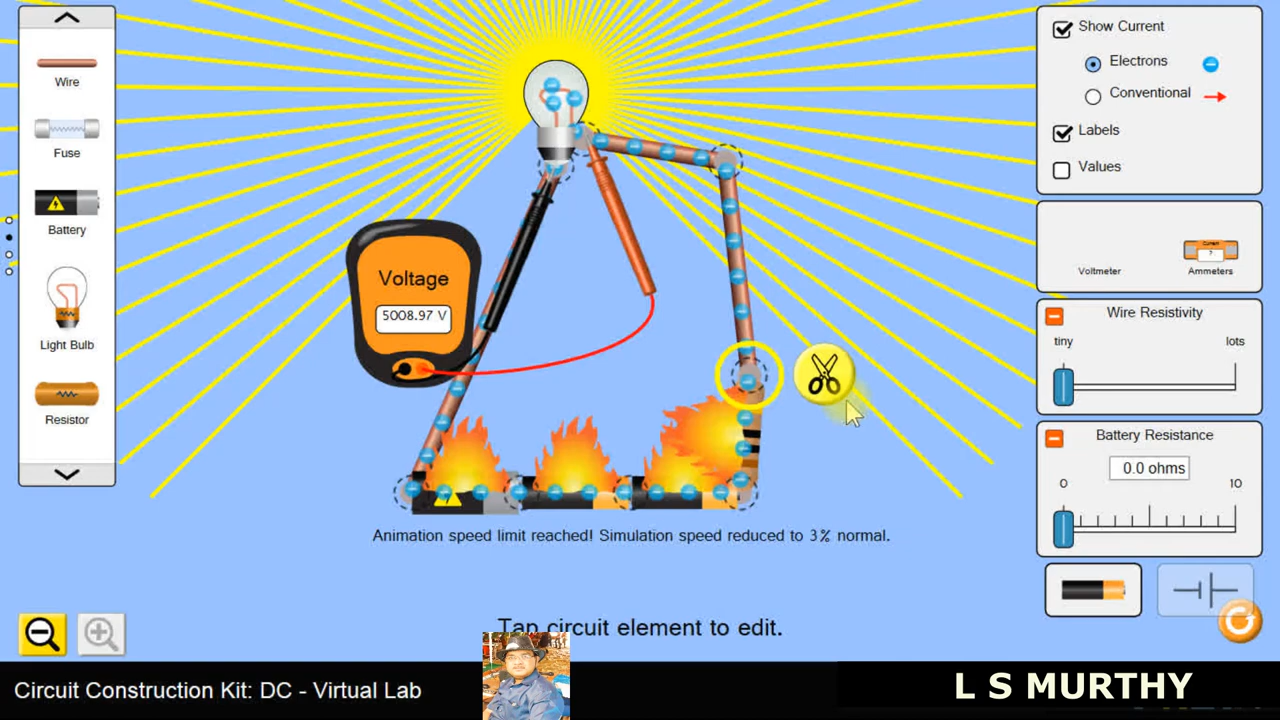 Wire
Fuse
Battery
Light Bulb
Resistor
Voltage
5008.97 V
Animation speed limit reached! Simulation speed reduced to 3% normal.
Tap circuit element to edit.
Show Current
Electrons
Conventional
Labels
Values
Voltmeter
Current
?
Ammeters
Wire Resistivity
tiny
lots
Battery Resistance
0.0 ohms
0
10
Circuit Construction Kit: DC - Virtual Lab
L S MURTHY